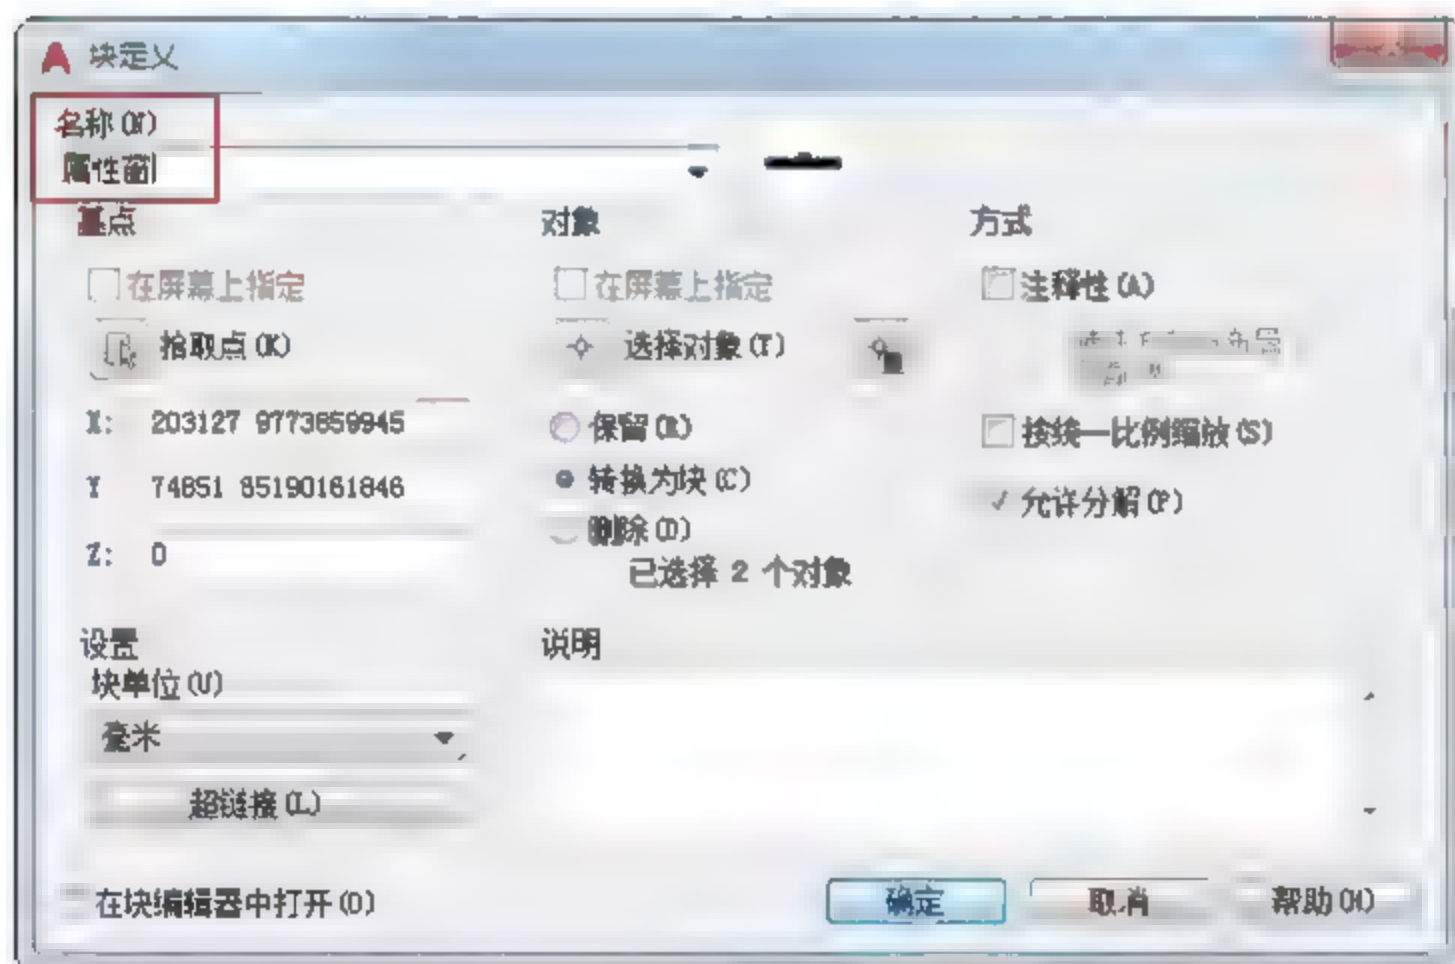 块定义
名称(N)
属性窗
基点
在屏幕上指定
拾取点(K)
X: 203127 9773659945
Y 74851 85190161846
Z: 0
对象
在屏幕上指定
选择对象(T)
保留(R)
转换为块(C)
删除(D)
已选择 2 个对象
方式
注释性(A)
按统一比例缩放(S)
允许分解(P)
设置
块单位(U)
毫米
超链接(L)
说明
在块编辑器中打开(O)
确定
取消
帮助(H)